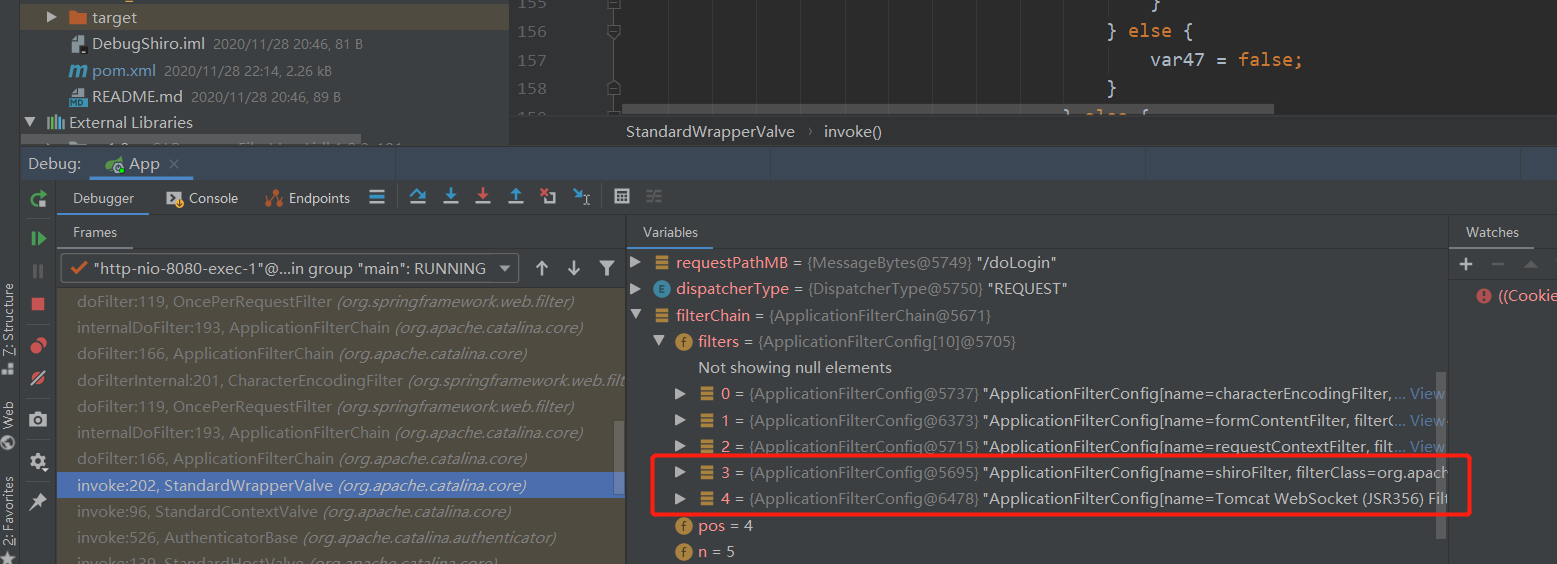 target
DebugShiro.iml 2020/11/28 20:46, 81 B
pom.xml 2020/11/28 22:14, 2.26 kB
README.md 2020/11/28 20:46, 89 B
External Libraries
155 }
156 } else {
157 var47 = false;
158 }
} else {
StandardWrapperValve › invoke()
Debug: App ×
Debugger Console Endpoints
Frames
"http-nio-8080-exec-1"@...in group "main": RUNNING
doFilter:119, OncePerRequestFilter (org.springframework.web.filter)
internalDoFilter:193, ApplicationFilterChain (org.apache.catalina.core)
doFilter:166, ApplicationFilterChain (org.apache.catalina.core)
doFilterInternal:201, CharacterEncodingFilter (org.springframework.web.filt
doFilter:119, OncePerRequestFilter (org.springframework.web.filter)
internalDoFilter:193, ApplicationFilterChain (org.apache.catalina.core)
doFilter:166, ApplicationFilterChain (org.apache.catalina.core)
invoke:202, StandardWrapperValve (org.apache.catalina.core)
invoke:96, StandardContextValve (org.apache.catalina.core)
invoke:526, AuthenticatorBase (org.apache.catalina.authenticator)
invoke:139, StandardHostValve (org.apache.catalina.core)
Variables
requestPathMB = {MessageBytes@5749} "/doLogin"
E dispatcherType = {DispatcherType@5750} "REQUEST"
filterChain = {ApplicationFilterChain@5671}
f filters = {ApplicationFilterConfig[10]@5705}
Not showing null elements
0 = {ApplicationFilterConfig@5737} "ApplicationFilterConfig[name=characterEncodingFilter,... View
1 = {ApplicationFilterConfig@6373} "ApplicationFilterConfig[name=formContentFilter, filterC... View
2 = {ApplicationFilterConfig@5715} "ApplicationFilterConfig[name=requestContextFilter, filt... View
3 = {ApplicationFilterConfig@5695} "ApplicationFilterConfig[name=shiroFilter, filterClass=org.apach
4 = {ApplicationFilterConfig@6478} "ApplicationFilterConfig[name=Tomcat WebSocket (JSR356) Filt
f pos = 4
f n = 5
Watches
((Cookie
7: Structure
Web
2: Favorites